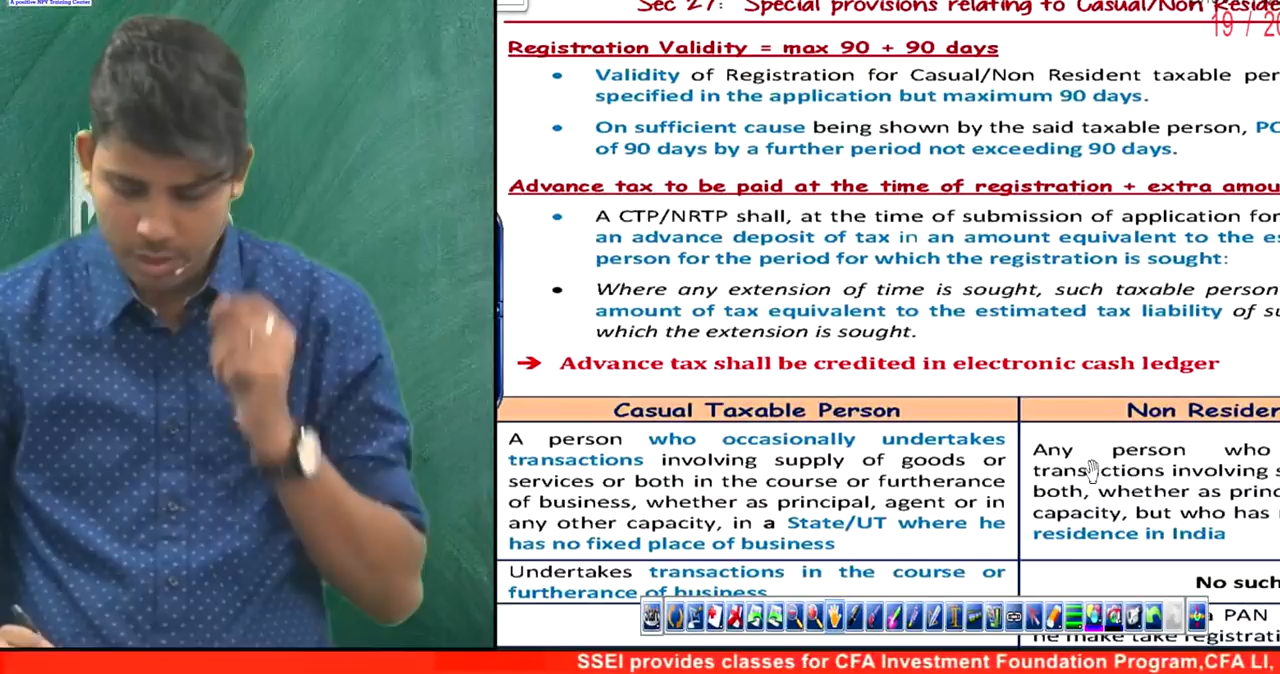 A positive NPV Training Center
Sec 27: Special provisions relating to Casual/Non Reside
19 / 20
Registration Validity = max 90 + 90 days
Validity of Registration for Casual/Non Resident taxable per
specified in the application but maximum 90 days.
On sufficient cause being shown by the said taxable person, PO
of 90 days by a further period not exceeding 90 days.
Advance tax to be paid at the time of registration + extra amou
A CTP/NRTP shall, at the time of submission of application for
an advance deposit of tax in an amount equivalent to the es
person for the period for which the registration is sought:
Where any extension of time is sought, such taxable person
amount of tax equivalent to the estimated tax liability of su
which the extension is sought.
→ Advance tax shall be credited in electronic cash ledger
Casual Taxable Person
A person who occasionally undertakes
transactions involving supply of goods or
services or both in the course or furtherance
of business, whether as principal, agent or in
any other capacity, in a State/UT where he
has no fixed place of business
Undertakes transactions in the course or
furtherance of business
Non Residen
Any person who
transactions involving s
both, whether as princ
capacity, but who has
residence in India
No such
PAN
he make take registrati
SSEI provides classes for CFA Investment Foundation Program,CFA LI,